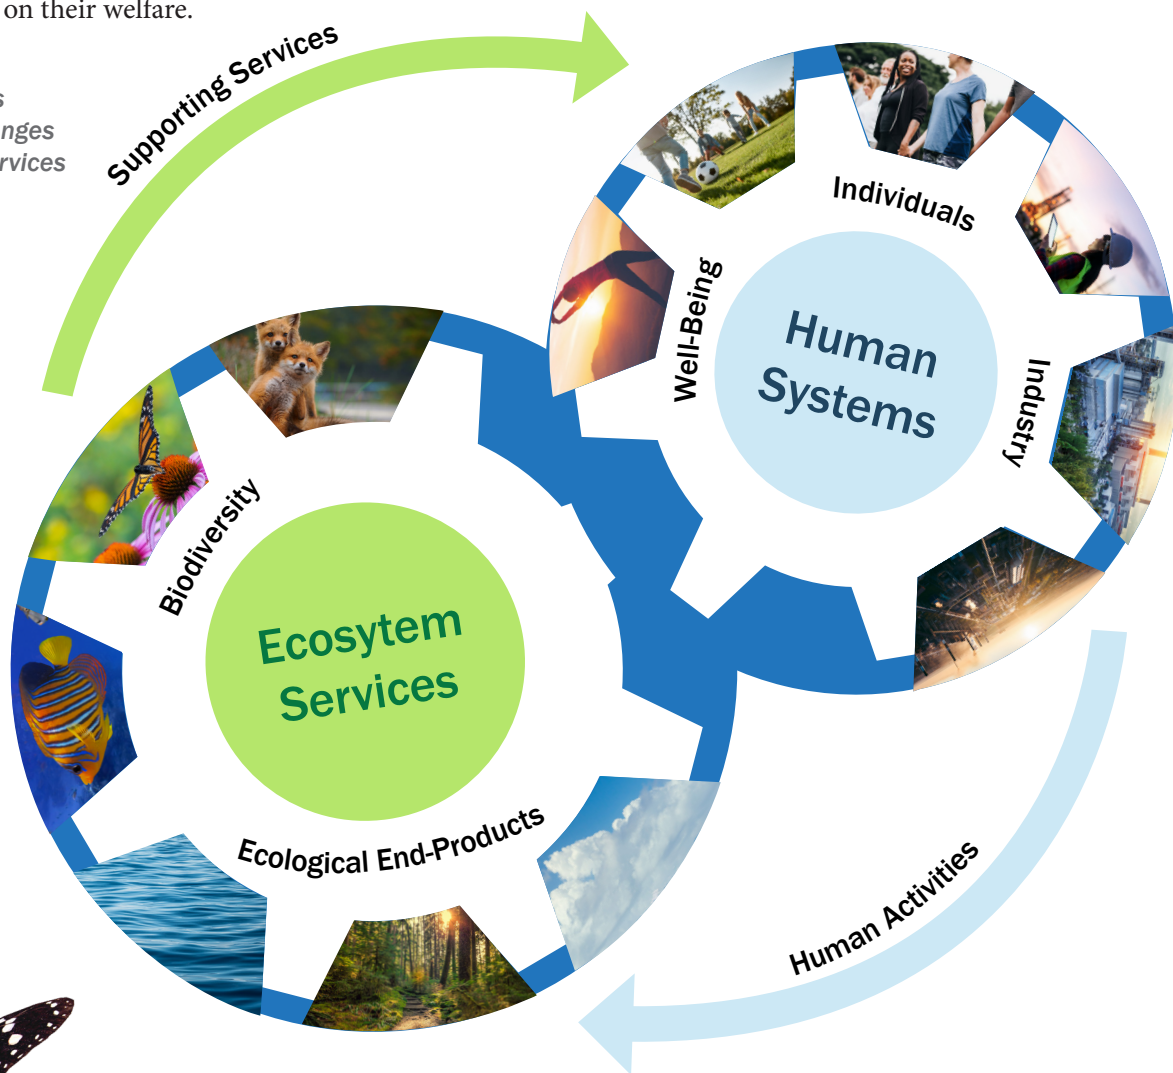 on their welfare.
nges
rvices
Supporting Services
Individuals
Well-Being
Human
Systems
Industry
Biodiversity
Ecosytem
Services
Ecological End-Products
Human Activities